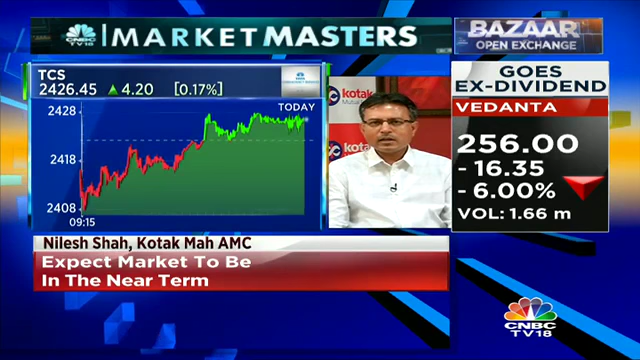 CNBC TV18 MARKET MASTERS
BAZAAR
OPEN EXCHANGE
TCS
2426.45 4.20 [0.17%]
TODAY
2428
2418
2408
09:15
kotak
Mutual
kotak
GOES
EX-DIVIDEND
VEDANTA
256.00
- 16.35
- 6.00%
VOL: 1.66 m
Nilesh Shah, Kotak Mah AMC
Expect Market To Be
In The Near Term
CNBC
TV18